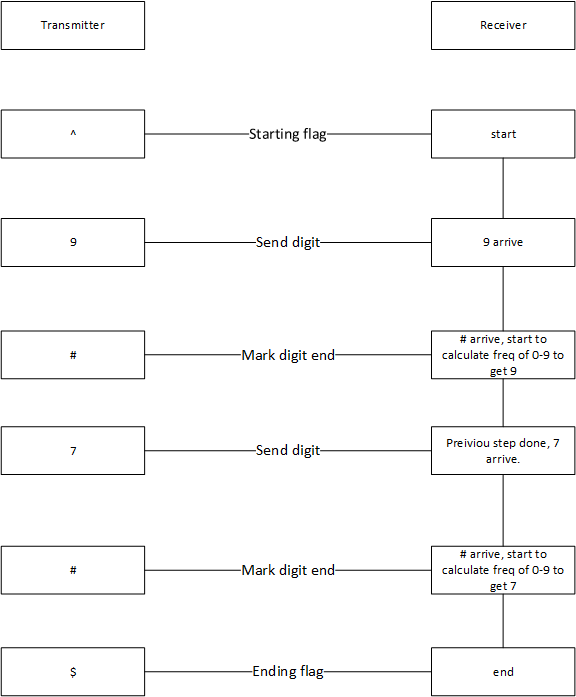 Transmitter
Receiver
^
Starting flag
start
9
Send digit
9 arrive
#
Mark digit end
# arrive, start to
calculate freq of 0-9 to
get 9
7
Send digit
Preiviou step done, 7
arrive.
#
Mark digit end
# arrive, start to
calculate freq of 0-9 to
get 7
$
Ending flag
end